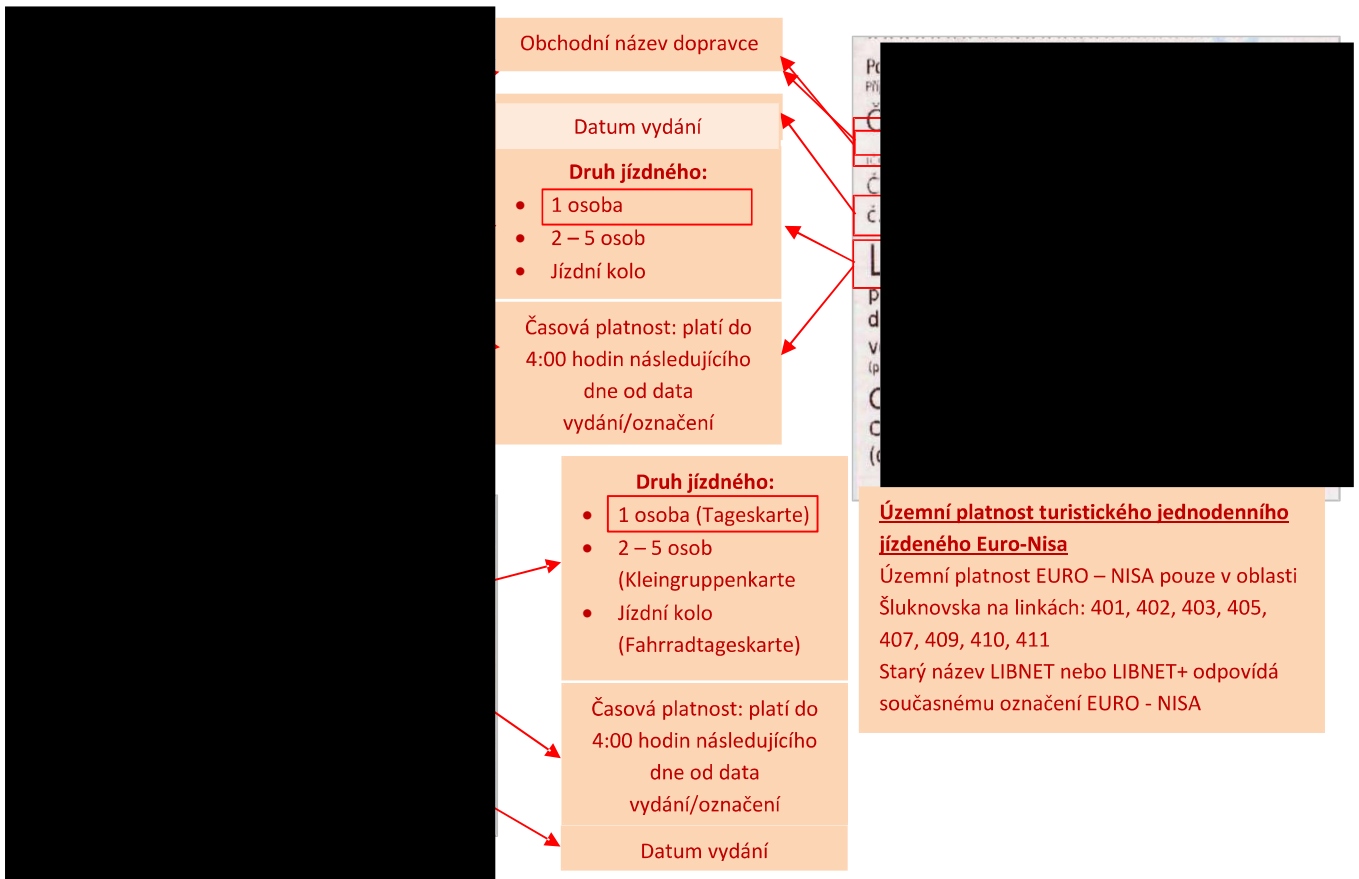 Obchodní název dopravce
Datum vydání
Druh jízdného:
• 1 osoba
• 2 – 5 osob
• Jízdní kolo
Časová platnost: platí do
4:00 hodin následujícího
dne od data
vydání/označení
Druh jízdného:
• 1 osoba (Tageskarte)
• 2 – 5 osob
(Kleingruppenkarte
• Jízdní kolo
(Fahrradtageskarte)
Časová platnost: platí do
4:00 hodin následujícího
dne od data
vydání/označení
Datum vydání
Územní platnost turistického jednodenního
jízdeného Euro-Nisa
Územní platnost EURO – NISA pouze v oblasti
Šluknovska na linkách: 401, 402, 403, 405,
407, 409, 410, 411
Starý název LIBNET nebo LIBNET+ odpovídá
současnému označení EURO - NISA